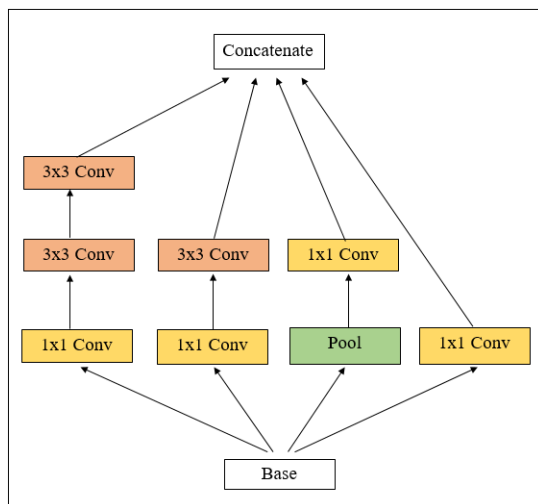 Concatenate
3x3 Conv
3x3 Conv
3x3 Conv
1x1 Conv
1x1 Conv
1x1 Conv
Pool
1x1 Conv
Base